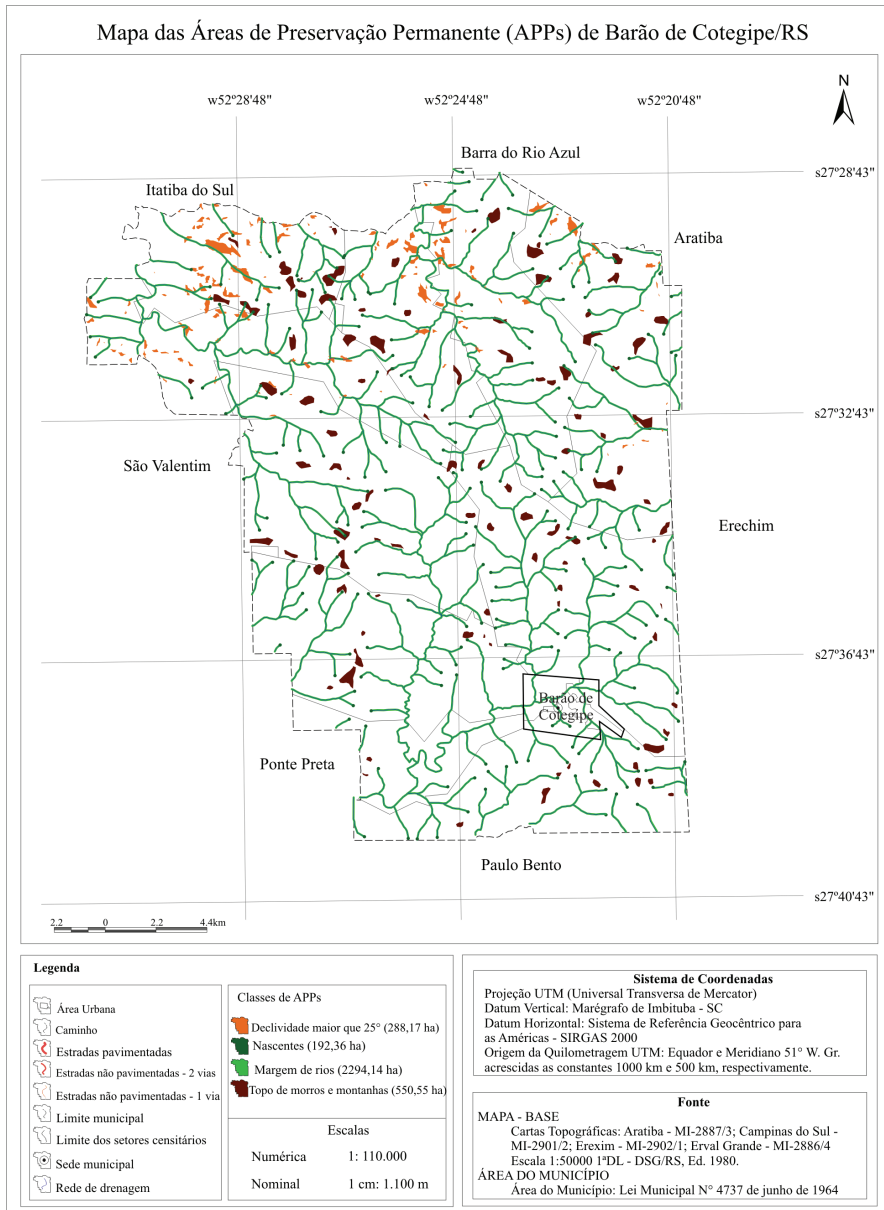 Mapa das Áreas de Preservação Permanente (APPs) de Barão de Cotegipe/RS
N
w52º28'48"
w52º24'48"
w52º20'48"
Barra do Rio Azul
s27º28'43"
Itatiba do Sul
Aratiba
s27º32'43"
São Valentim
Erechim
s27º36'43"
Barão de
Cotegipe
Ponte Preta
Paulo Bento
s27º40'43"
2.2 0 2.2 4.4km
Legenda
Área Urbana
Caminho
Estradas pavimentadas
Estradas não pavimentadas - 2 vias
Estradas não pavimentadas - 1 via
Limite municipal
Limite dos setores censitários
Sede municipal
Rede de drenagem
Classes de APPs
Declividade maior que 25° (288,17 ha)
Nascentes (192,36 ha)
Margem de rios (2294,14 ha)
Topo de morros e montanhas (550,55 ha)
Escalas
Numérica 1: 110.000
Nominal 1 cm: 1.100 m
Sistema de Coordenadas
Projeção UTM (Universal Transversa de Mercator)
Datum Vertical: Marégrafo de Imbituba - SC
Datum Horizontal: Sistema de Referência Geocêntrico para
as Américas - SIRGAS 2000
Origem da Quilometragem UTM: Equador e Meridiano 51° W. Gr.
acrescidas as constantes 1000 km e 500 km, respectivamente.
Fonte
MAPA - BASE
Cartas Topográficas: Aratiba - MI-2887/3; Campinas do Sul -
MI-2901/2; Erexim - MI-2902/1; Erval Grande - MI-2886/4
Escala 1:50000 1ªDL - DSG/RS, Ed. 1980.
ÁREA DO MUNICÍPIO
Área do Município: Lei Municipal N° 4737 de junho de 1964